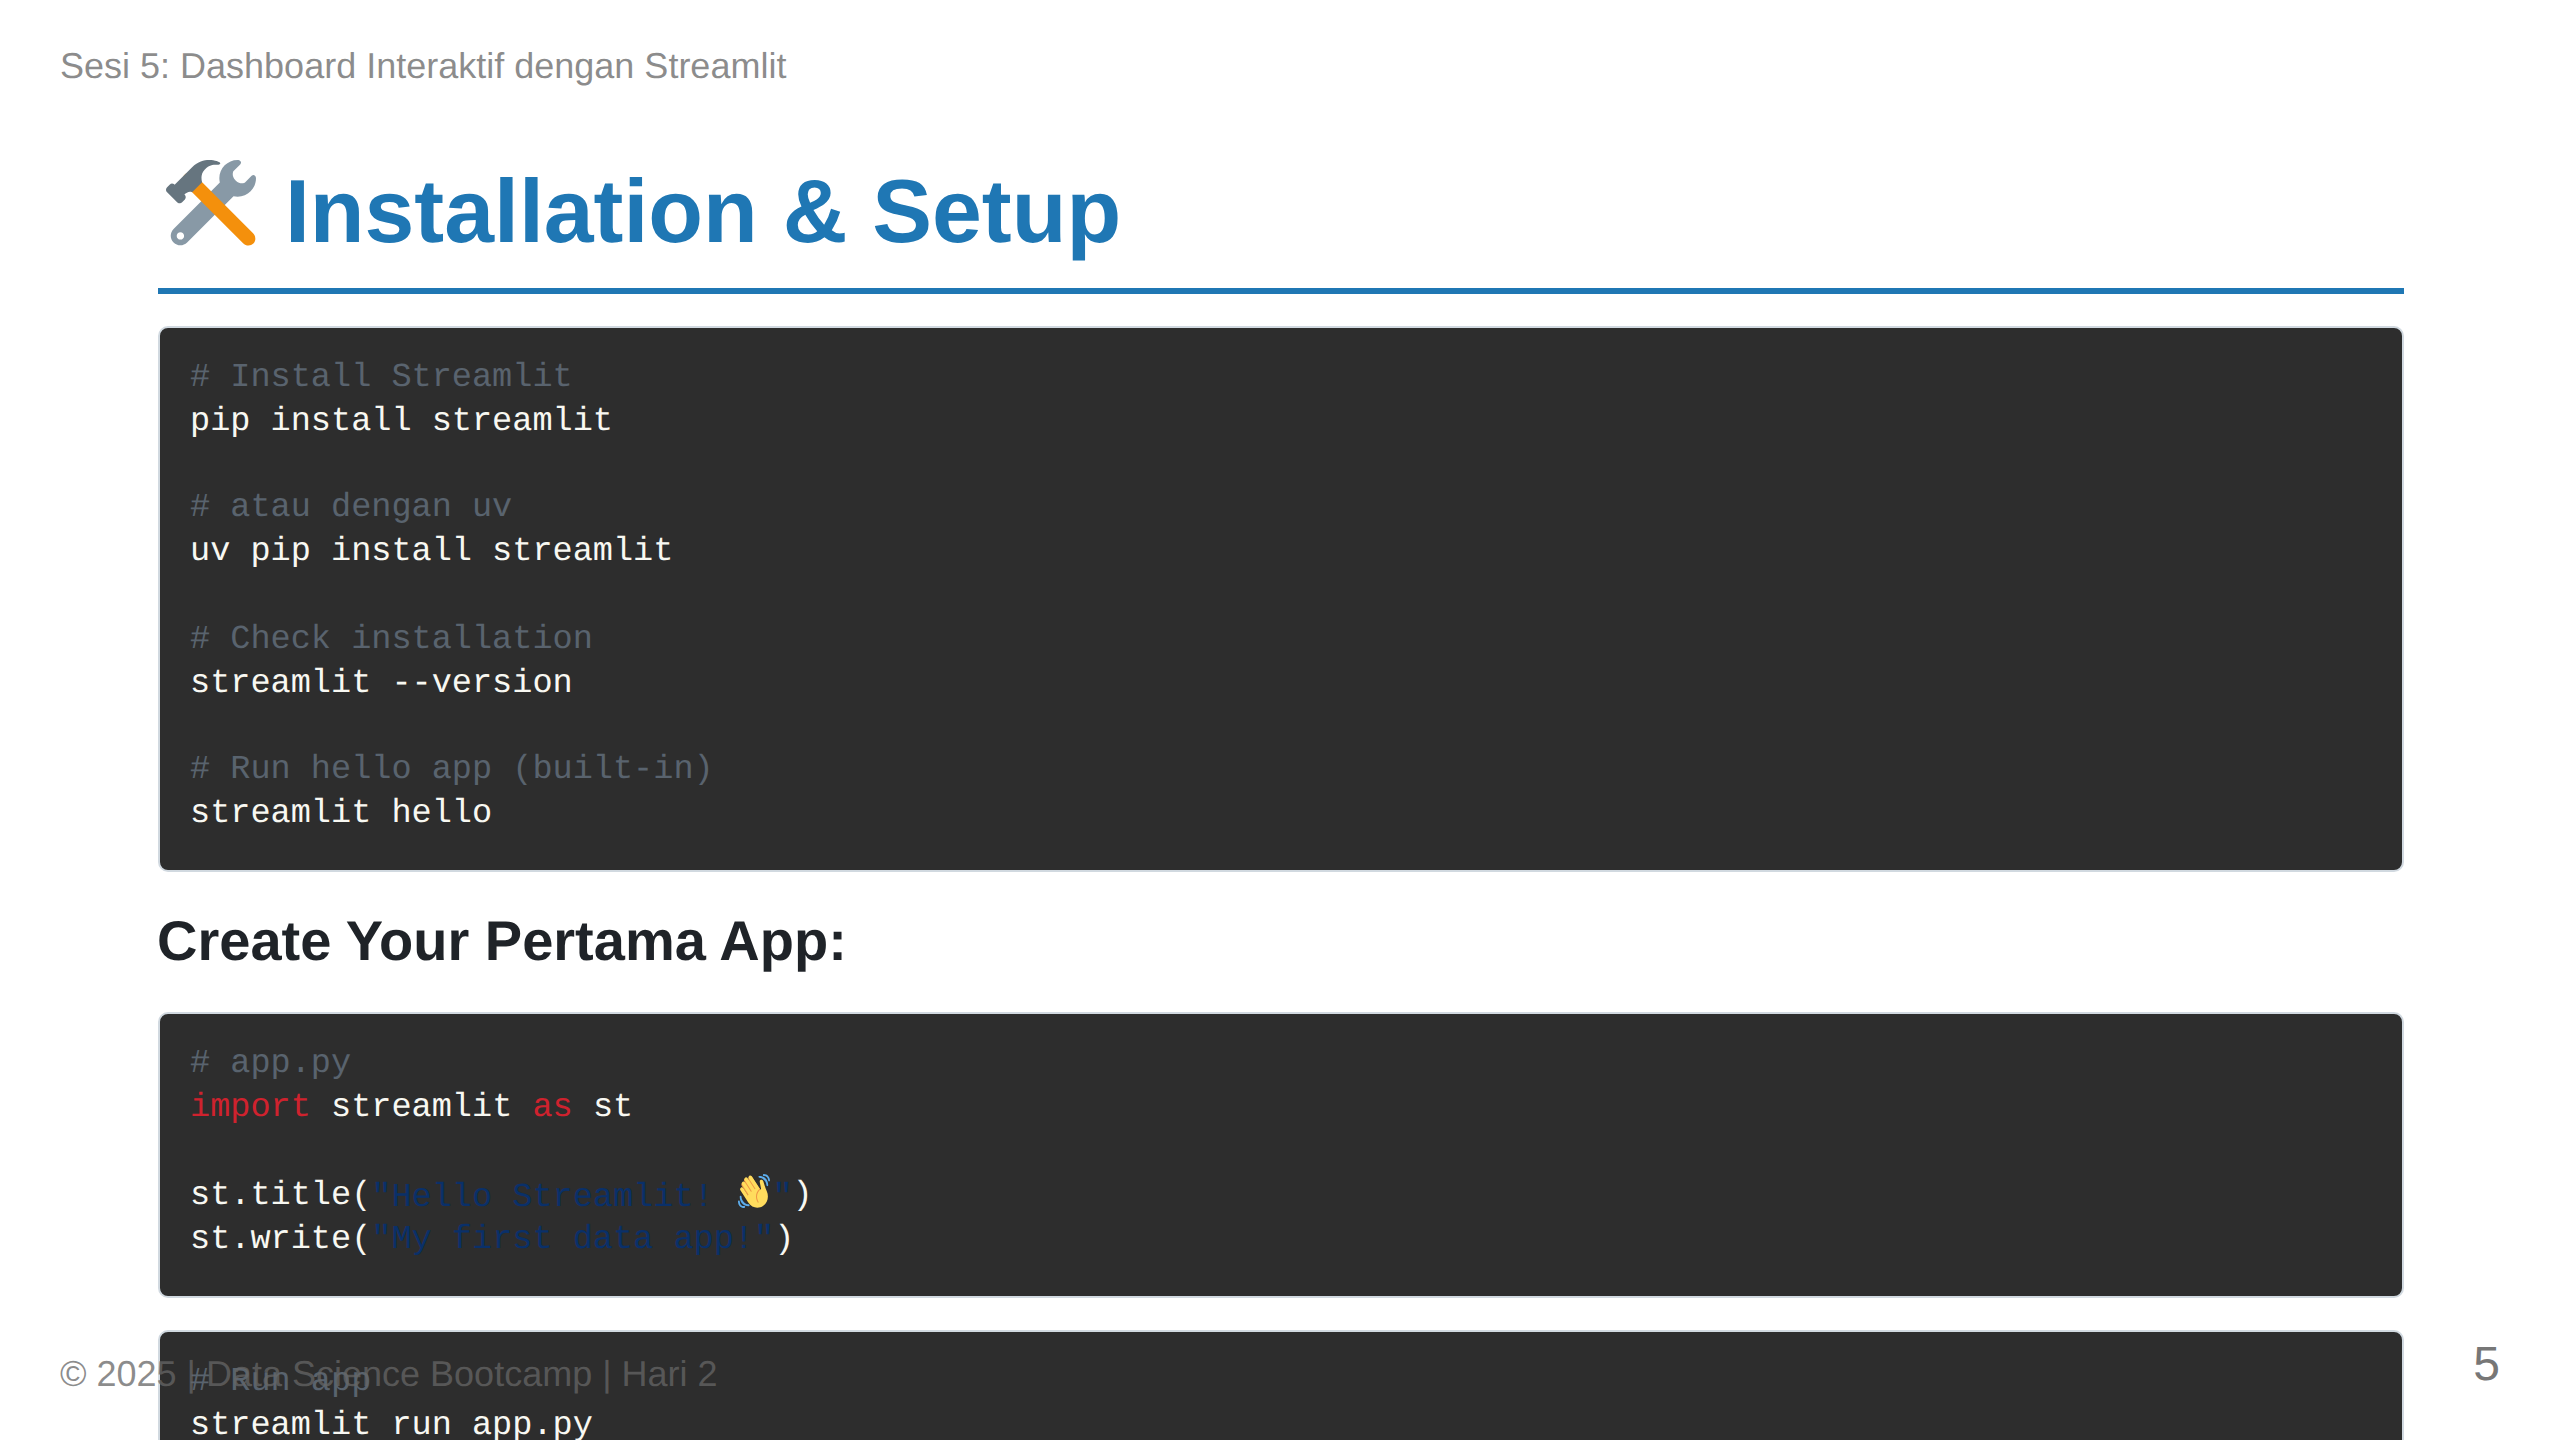 Sesi 5: Dashboard Interaktif dengan Streamlit
🛠️ Installation & Setup
# Install Streamlit
pip install streamlit
# atau dengan uv
uv pip install streamlit
# Check installation
streamlit --version
# Run hello app (built-in)
streamlit hello
Create Your Pertama App:
# app.py
import streamlit as st
st.title("Hello Streamlit! 👋")
st.write("My first data app!")
# Run app
streamlit run app.py
© 2025 | Data Science Bootcamp | Hari 2
5